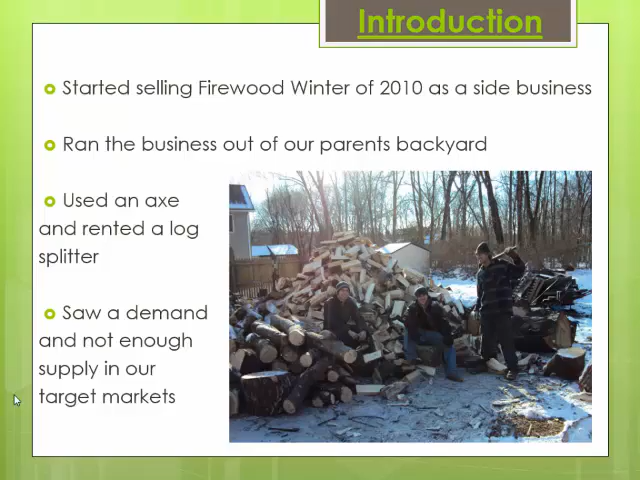 Introduction
Started selling Firewood Winter of 2010 as a side business
Ran the business out of our parents backyard
Used an axe
and rented a log
splitter
Saw a demand
and not enough
supply in our
target markets